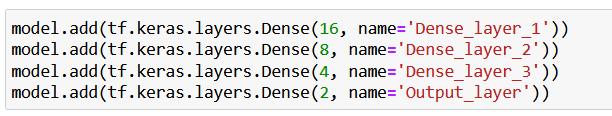 model.add(tf.keras.layers.Dense(16, name='Dense_layer_1'))
model.add(tf.keras.layers.Dense(8, name='Dense_layer_2'))
model.add(tf.keras.layers.Dense(4, name='Dense_layer_3'))
model.add(tf.keras.layers.Dense(2, name='Output_layer'))